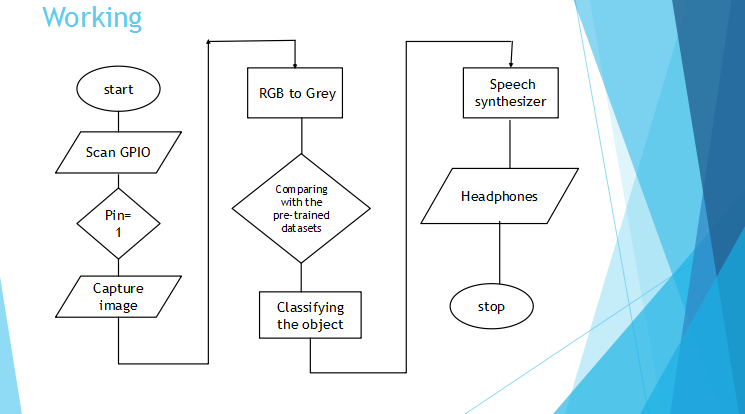 Working
start
Scan GPIO
Pin=
1
Capture
image
RGB to Grey
Comparing
with the
pre-trained
datasets
Classifying
the object
Speech
synthesizer
Headphones
stop